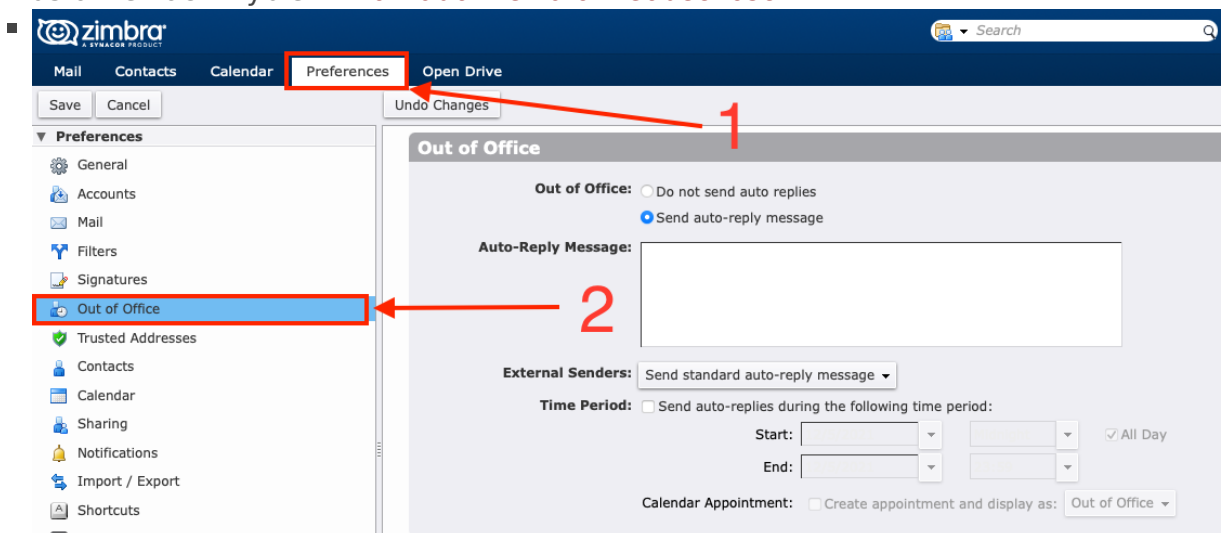 zimbra
A SYNACOR PRODUCT
Search
Mail Contacts Calendar Preferences Open Drive
Save Cancel Undo Changes
1
Preferences
Out of Office
General
Out of Office: Do not send auto replies
Accounts
Send auto-reply message
Mail
Auto-Reply Message:
Filters
Signatures
Out of Office
2
Trusted Addresses
Contacts
External Senders: Send standard auto-reply message
Calendar
Time Period: Send auto-replies during the following time period:
Sharing
Start: All Day
Notifications
End:
Import / Export
Calendar Appointment: Create appointment and display as: Out of Office
Shortcuts